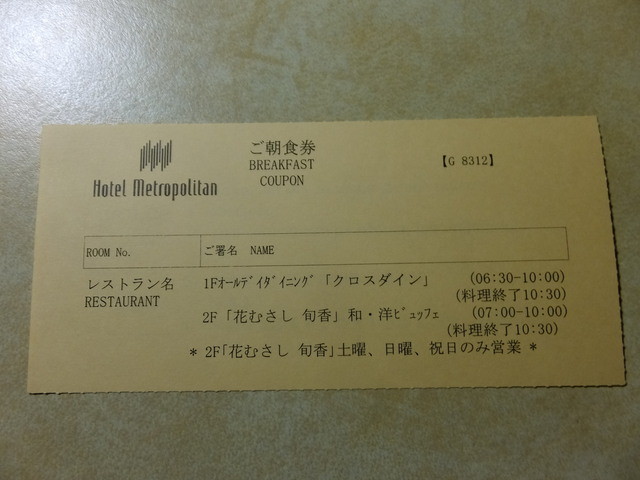 Hotel Metropolitan
ご朝食券
BREAKFAST
COUPON
【G 8312】
ROOM No.
ご署名 NAME
レストラン名 1Fｵｰﾙﾃﾞｲﾀﾞｲﾆﾝｸﾞ「クロスダイン」 (06:30-10:00)
RESTAURANT (料理終了10:30)
2F「花むさし 旬香」和・洋ﾋﾞｭｯﾌｪ (07:00-10:00)
(料理終了10:30)
* 2F「花むさし 旬香」土曜、日曜、祝日のみ営業 *